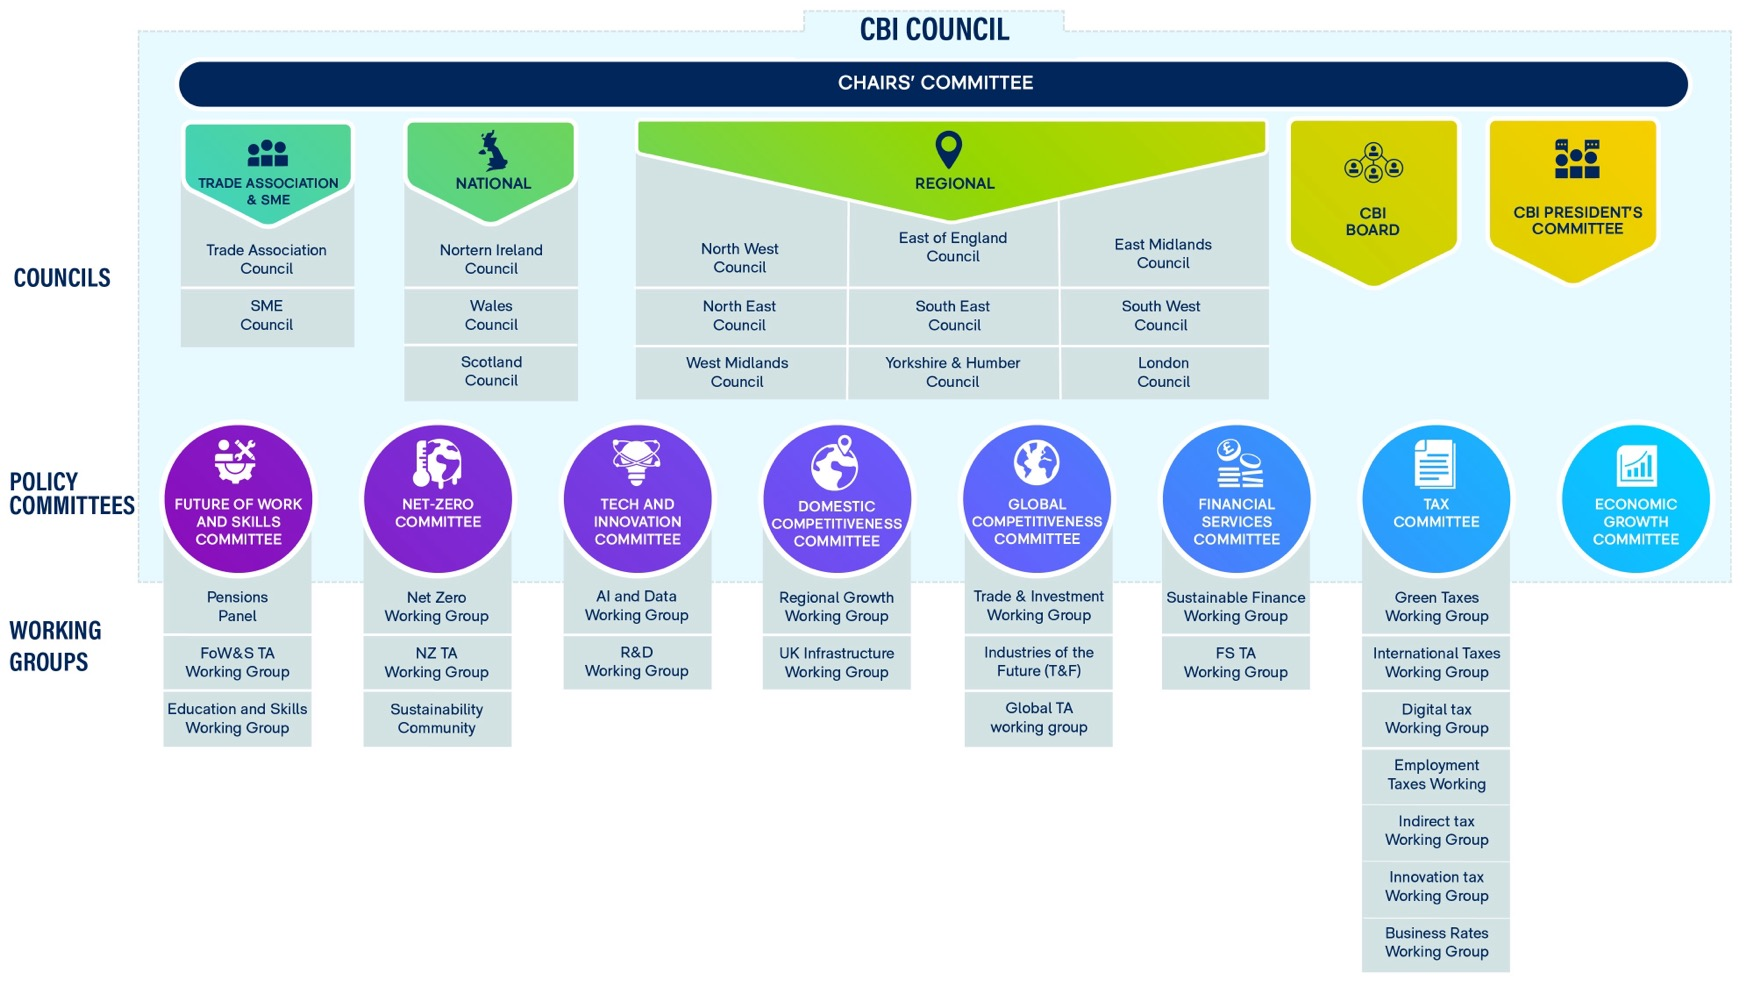 CBI COUNCIL
CHAIRS' COMMITTEE
COUNCILS
TRADE ASSOCIATION
& SME
Trade Association
Council
SME
Council
NATIONAL
Nortern Ireland
Council
Wales
Council
Scotland
Council
REGIONAL
North West
Council
East of England
Council
East Midlands
Council
North East
Council
South East
Council
South West
Council
West Midlands
Council
Yorkshire & Humber
Council
London
Council
CBI
BOARD
CBI PRESIDENT'S
COMMITTEE
POLICY
COMMITTEES
FUTURE OF WORK
AND SKILLS
COMMITTEE
NET-ZERO
COMMITTEE
TECH AND
INNOVATION
COMMITTEE
DOMESTIC
COMPETITIVENESS
COMMITTEE
GLOBAL
COMPETITIVENESS
COMMITTEE
£
FINANCIAL
SERVICES
COMMITTEE
TAX
COMMITTEE
ECONOMIC
GROWTH
COMMITTEE
WORKING
GROUPS
Pensions
Panel
FoW&S TA
Working Group
Education and Skills
Working Group
Net Zero
Working Group
NZ TA
Working Group
Sustainability
Community
AI and Data
Working Group
R&D
Working Group
Regional Growth
Working Group
UK Infrastructure
Working Group
Trade & Investment
Working Group
Industries of the
Future (T&F)
Global TA
working group
Sustainable Finance
Working Group
FS TA
Working Group
Green Taxes
Working Group
International Taxes
Working Group
Digital tax
Working Group
Employment
Taxes Working
Indirect tax
Working Group
Innovation tax
Working Group
Business Rates
Working Group